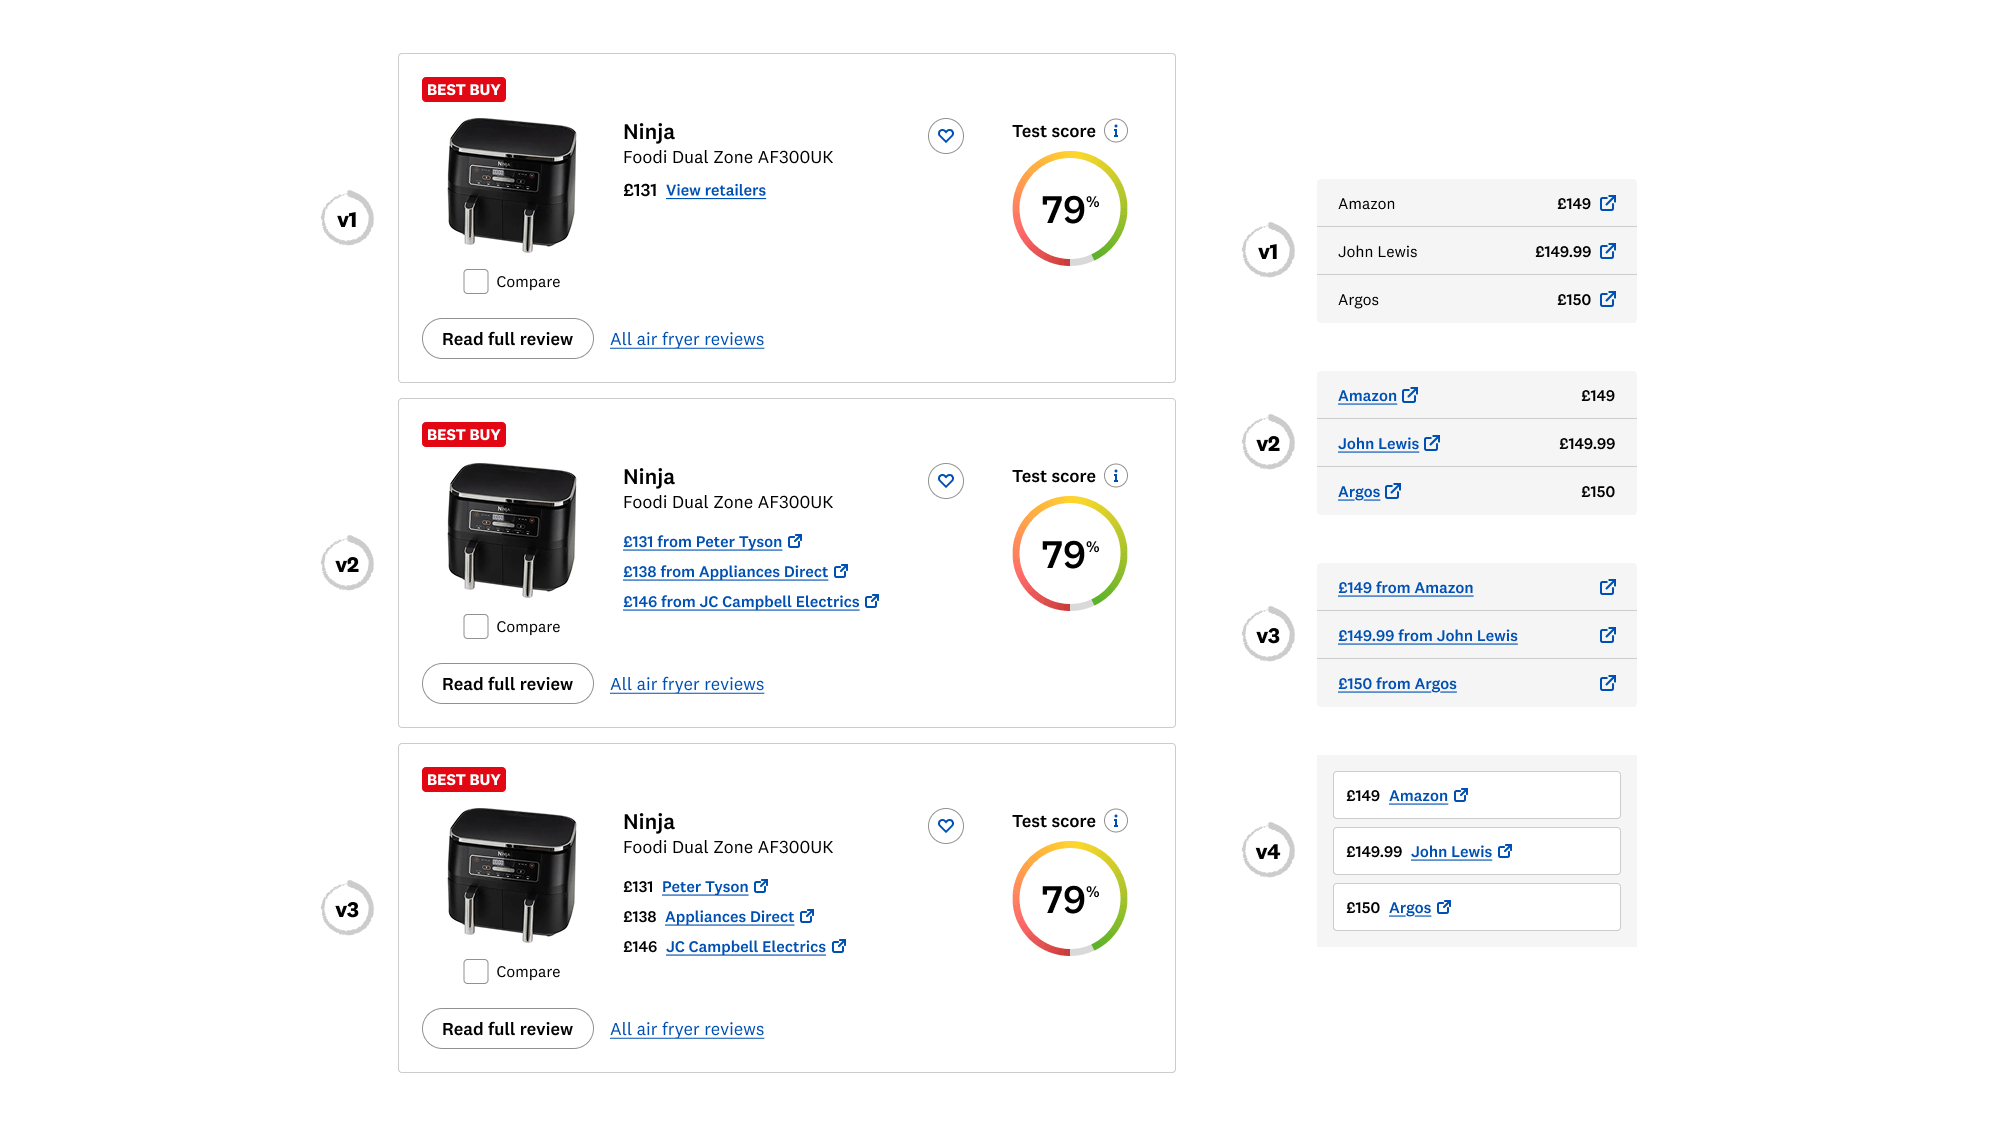 v1
BEST BUY
Ninja
Foodi Dual Zone AF300UK
£131 View retailers
Test score i
79%
Compare
Read full review
All air fryer reviews
v2
BEST BUY
Ninja
Foodi Dual Zone AF300UK
£131 from Peter Tyson
£138 from Appliances Direct
£146 from JC Campbell Electrics
Test score i
79%
Compare
Read full review
All air fryer reviews
v3
BEST BUY
Ninja
Foodi Dual Zone AF300UK
£131 Peter Tyson
£138 Appliances Direct
£146 JC Campbell Electrics
Test score i
79%
Compare
Read full review
All air fryer reviews
v1
Amazon £149
John Lewis £149.99
Argos £150
v2
Amazon £149
John Lewis £149.99
Argos £150
v3
£149 from Amazon
£149.99 from John Lewis
£150 from Argos
v4
£149 Amazon
£149.99 John Lewis
£150 Argos